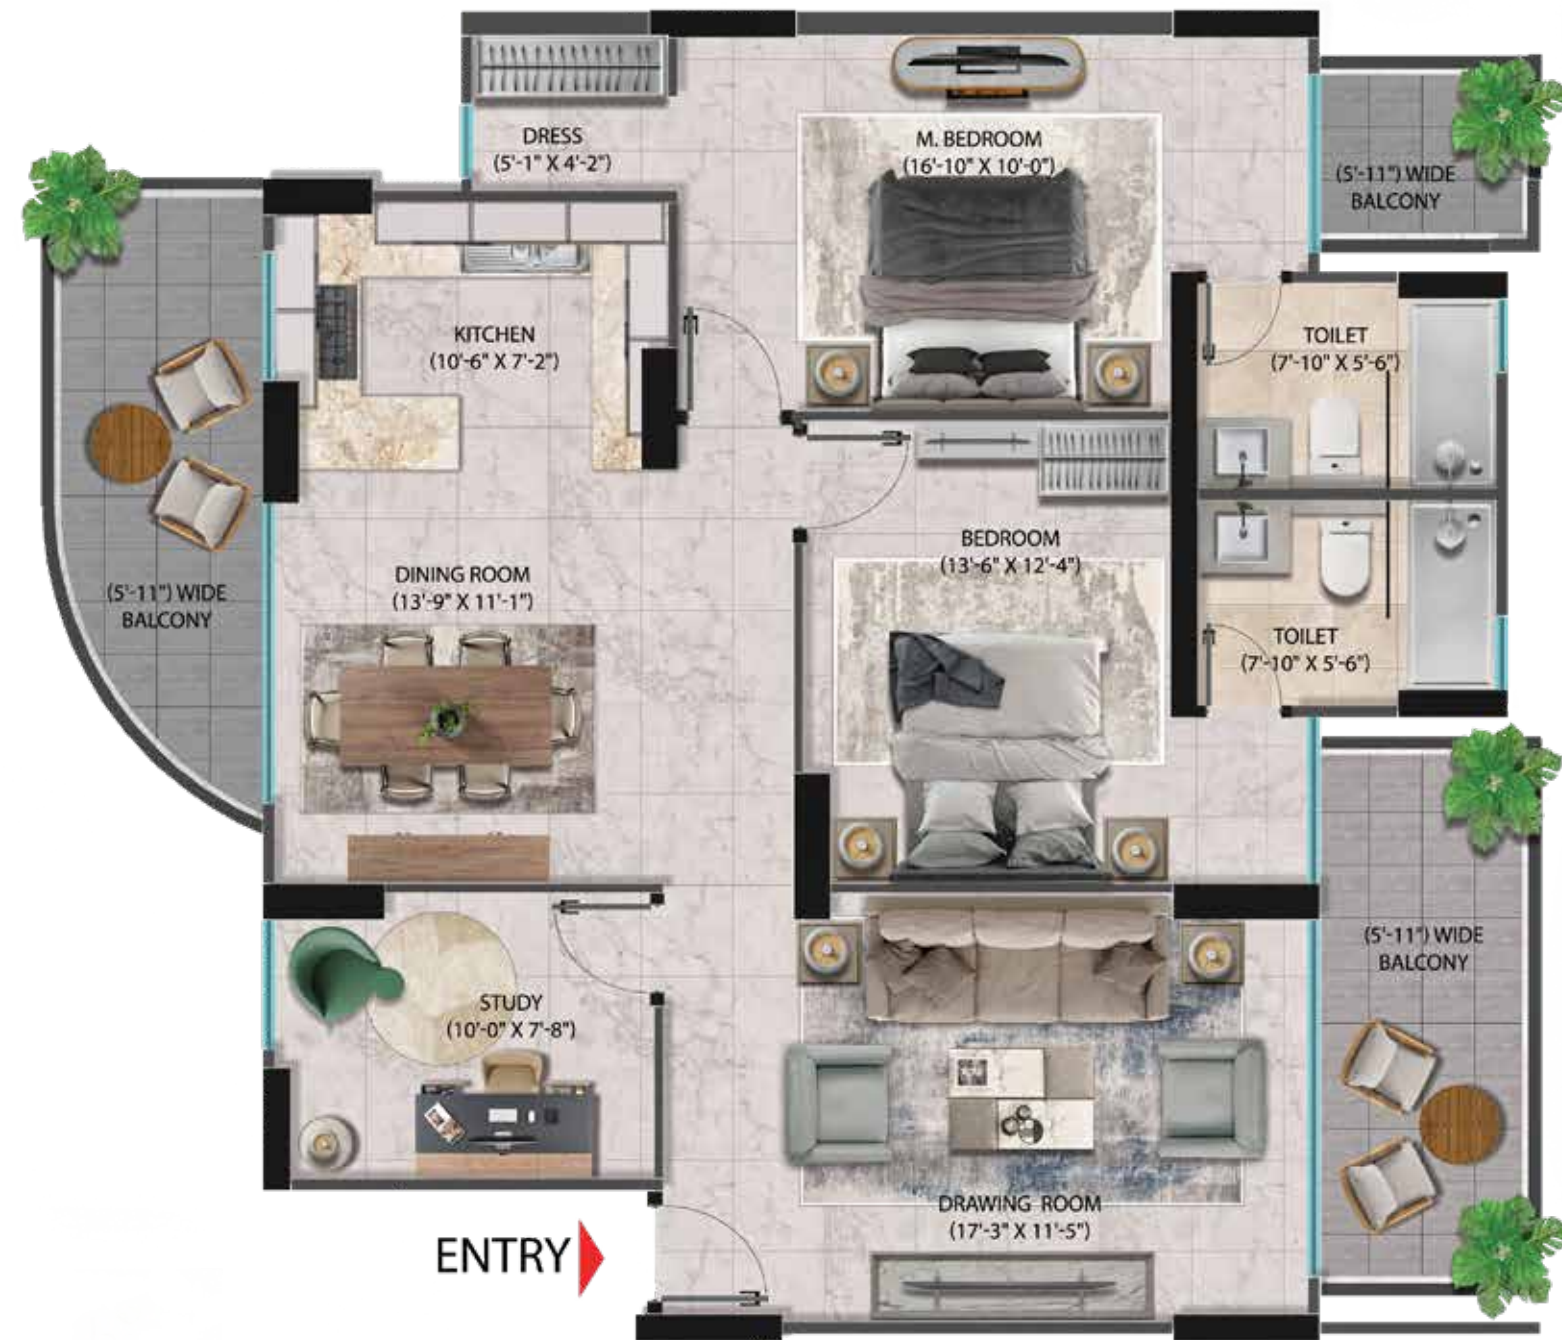 DRESS
(5'-1" X 4'-2")
M. BEDROOM
(16'-10" X 10'-0")
(5'-11") WIDE
BALCONY
KITCHEN
(10'-6" X 7'-2")
TOILET
(7'-10" X 5'-6")
BEDROOM
(13'-6" X 12'-4")
DINING ROOM
(13'-9" X 11'-1")
(5'-11") WIDE
BALCONY
TOILET
(7'-10" X 5'-6")
(5'-11") WIDE
BALCONY
STUDY
(10'-0" X 7'-8")
DRAWING ROOM
(17'-3" X 11'-5")
ENTRY